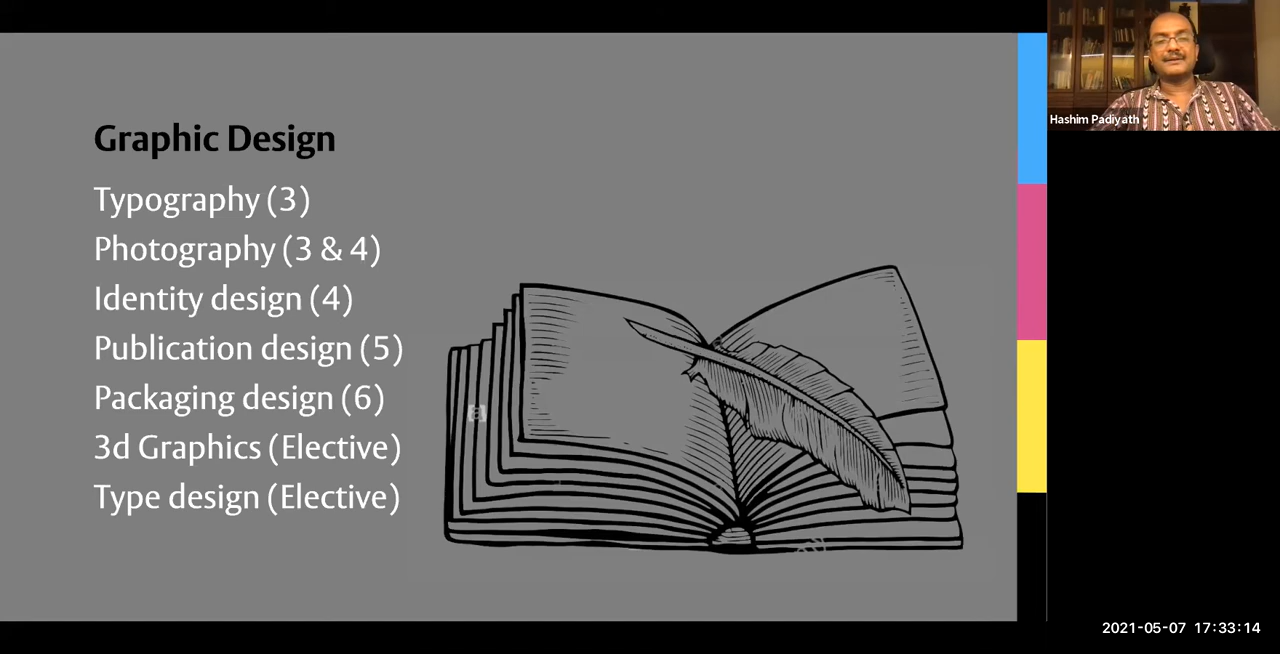 Graphic Design
Typography (3)
Photography (3 & 4)
Identity design (4)
Publication design (5)
Packaging design (6)
3d Graphics (Elective)
Type design (Elective)
a
Hashim Padiyath
2021-05-07 17:33:14